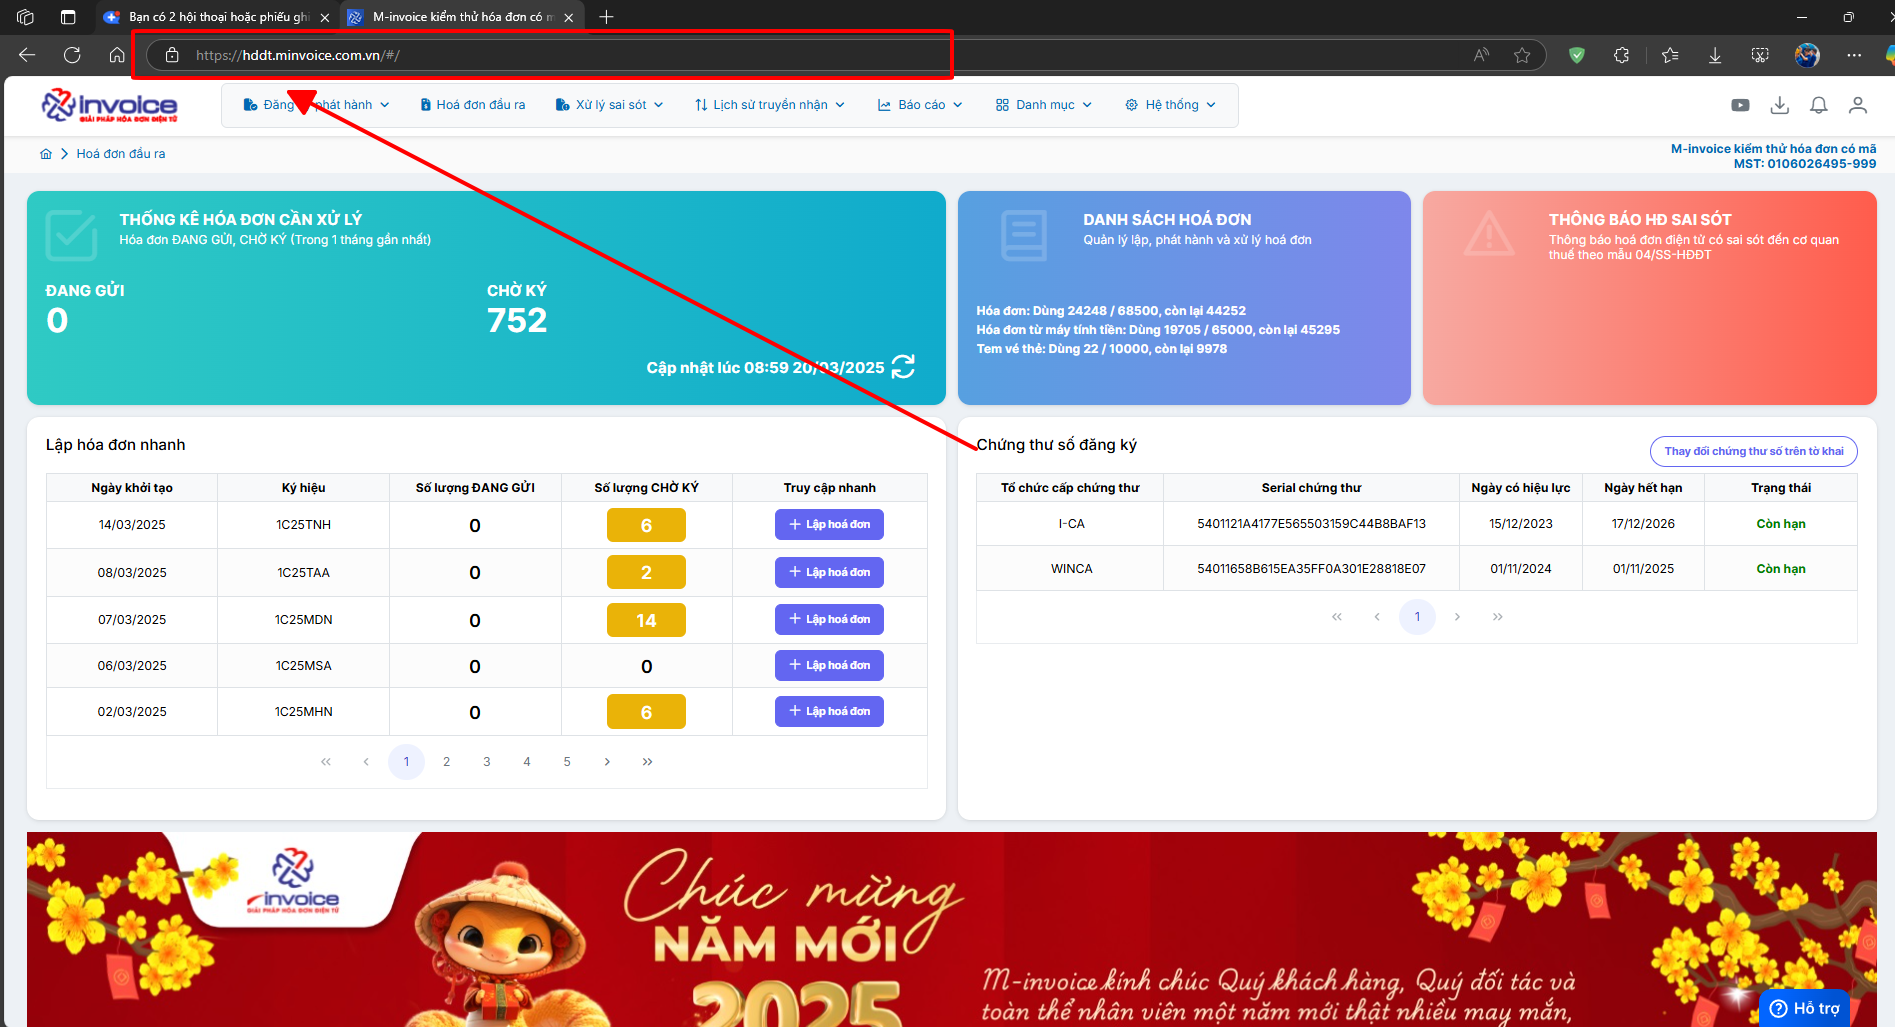 Bạn có 2 hội thoại hoặc phiếu ghi
M-invoice kiểm thử hóa đơn có m
https://hddt.minvoice.com.vn/#/
invoice
GIẢI PHÁP HÓA ĐƠN ĐIỆN TỬ
Đăng phát hành
Hoá đơn đầu ra
Xử lý sai sót
Lịch sử truyền nhận
Báo cáo
Danh mục
Hệ thống
Hoá đơn đầu ra
M-invoice kiểm thử hóa đơn có mã
MST: 0106026495-999
THỐNG KÊ HÓA ĐƠN CẦN XỬ LÝ
Hóa đơn ĐANG GỬI, CHỜ KÝ (Trong 1 tháng gần nhất)
ĐANG GỬI
0
CHỜ KÝ
752
Cập nhật lúc 08:59 20/03/2025
DANH SÁCH HOÁ ĐƠN
Quản lý lập, phát hành và xử lý hoá đơn
Hóa đơn: Dùng 24248 / 68500, còn lại 44252
Hóa đơn từ máy tính tiền: Dùng 19705 / 65000, còn lại 45295
Tem vé thẻ: Dùng 22 / 10000, còn lại 9978
THÔNG BÁO HĐ SAI SÓT
Thông báo hoá đơn điện tử có sai sót đến cơ quan
thuế theo mẫu 04/SS-HĐĐT
Lập hóa đơn nhanh
Ngày khởi tạo Ký hiệu Số lượng ĐANG GỬI Số lượng CHỜ KÝ Truy cập nhanh
14/03/2025 1C25TNH 0 6 + Lập hoá đơn
08/03/2025 1C25TAA 0 2 + Lập hoá đơn
07/03/2025 1C25MDN 0 14 + Lập hoá đơn
06/03/2025 1C25MSA 0 0 + Lập hoá đơn
02/03/2025 1C25MHN 0 6 + Lập hoá đơn
« ‹ 1 2 3 4 5 › »
Chứng thư số đăng ký
Thay đổi chứng thư số trên tờ khai
Tổ chức cấp chứng thư Serial chứng thư Ngày có hiệu lực Ngày hết hạn Trạng thái
I-CA 5401121A4177E565503159C44B8BAF13 15/12/2023 17/12/2026 Còn hạn
WINCA 54011658B615EA35FF0A301E28818E07 01/11/2024 01/11/2025 Còn hạn
« ‹ 1 › »
invoice
GIẢI PHÁP HÓA ĐƠN ĐIỆN TỬ
Chúc mừng
NĂM MỚI
2025
M-invoice kính chúc Quý khách hàng, Quý đối tác và
toàn thể nhân viên một năm mới thật nhiều may mắn,
Hỗ trợ